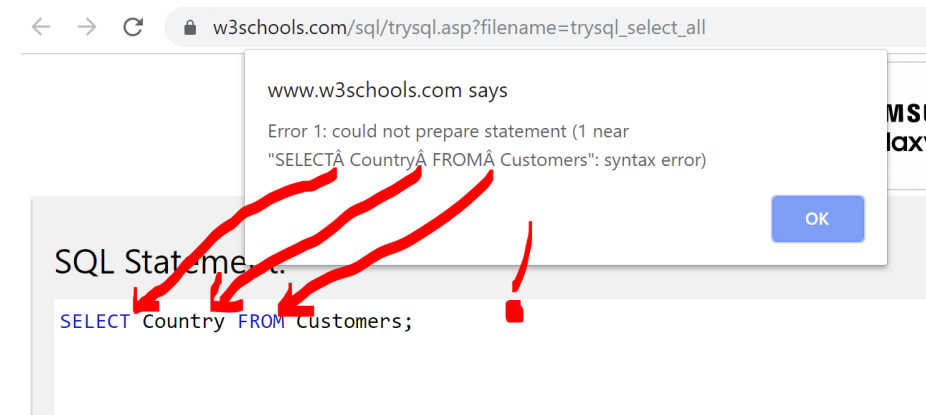 w3schools.com/sql/trysql.asp?filename=trysql_select_all
www.w3schools.com says
Error 1: could not prepare statement (1 near
"SELECTÂ CountryÂ FROMÂ Customers": syntax error)
OK
SQL Statement:
SELECT Country FROM Customers;